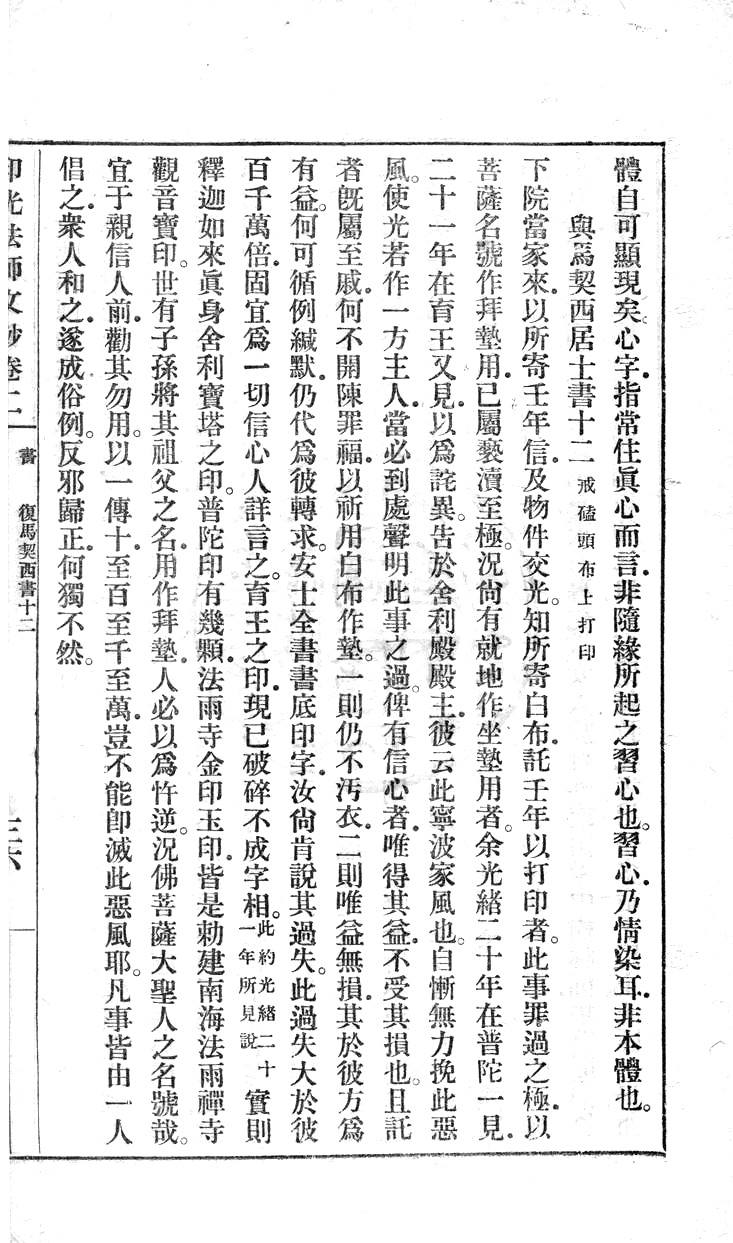 體自可顯現矣。心字指常住眞心而言。非隨緣所起之習心也。習心乃情染耳。非本體也。
與馬契西居士書十二 戒磕頭布上打印
下院當家來。以所寄壬年信。及物件交光。知所寄白布。託壬年以打印者。此事罪過之極。以
菩薩名號作拜墊用。已屬褻瀆至極。況尙有就地作坐墊用者。余光緒二十年在普陀一見。
二十一年在育王又見。以爲詫異。告於舍利殿殿主。彼云此寧波家風也。自慚無力挽此惡
風。使光若作一方主人。當必到處聲明此事之過。俾有信心者。唯得其益。不受其損也。且託
者旣屬至戚。何不開陳罪福。以祈用白布作墊。一則仍不汚衣。二則唯益無損。其於彼方爲
有益。何可循例緘默。仍代爲彼轉求。安士全書書底印字。汝尙肯說其過失。此過失大於彼
百千萬倍。固宜爲一切信心人詳言之。育王之印。現已破碎不成字相。此約光緒二十一年所見說 實則
釋迦如來眞身舍利寶塔之印。普陀印有幾顆。法雨寺金印玉印。皆是勅建南海法雨禪寺
觀音寶印。世有子孫將其祖父之名。用作拜墊。人必以爲忤逆。況佛菩薩大聖人之名號哉。
宜于親信人前。勸其勿用。以一傳十。至百至千至萬。豈不能卽滅此惡風耶。凡事皆由一人
倡之。衆人和之。遂成俗例。反邪歸正。何獨不然。
印光法師文鈔卷二 書 復馬契西書十二 三六